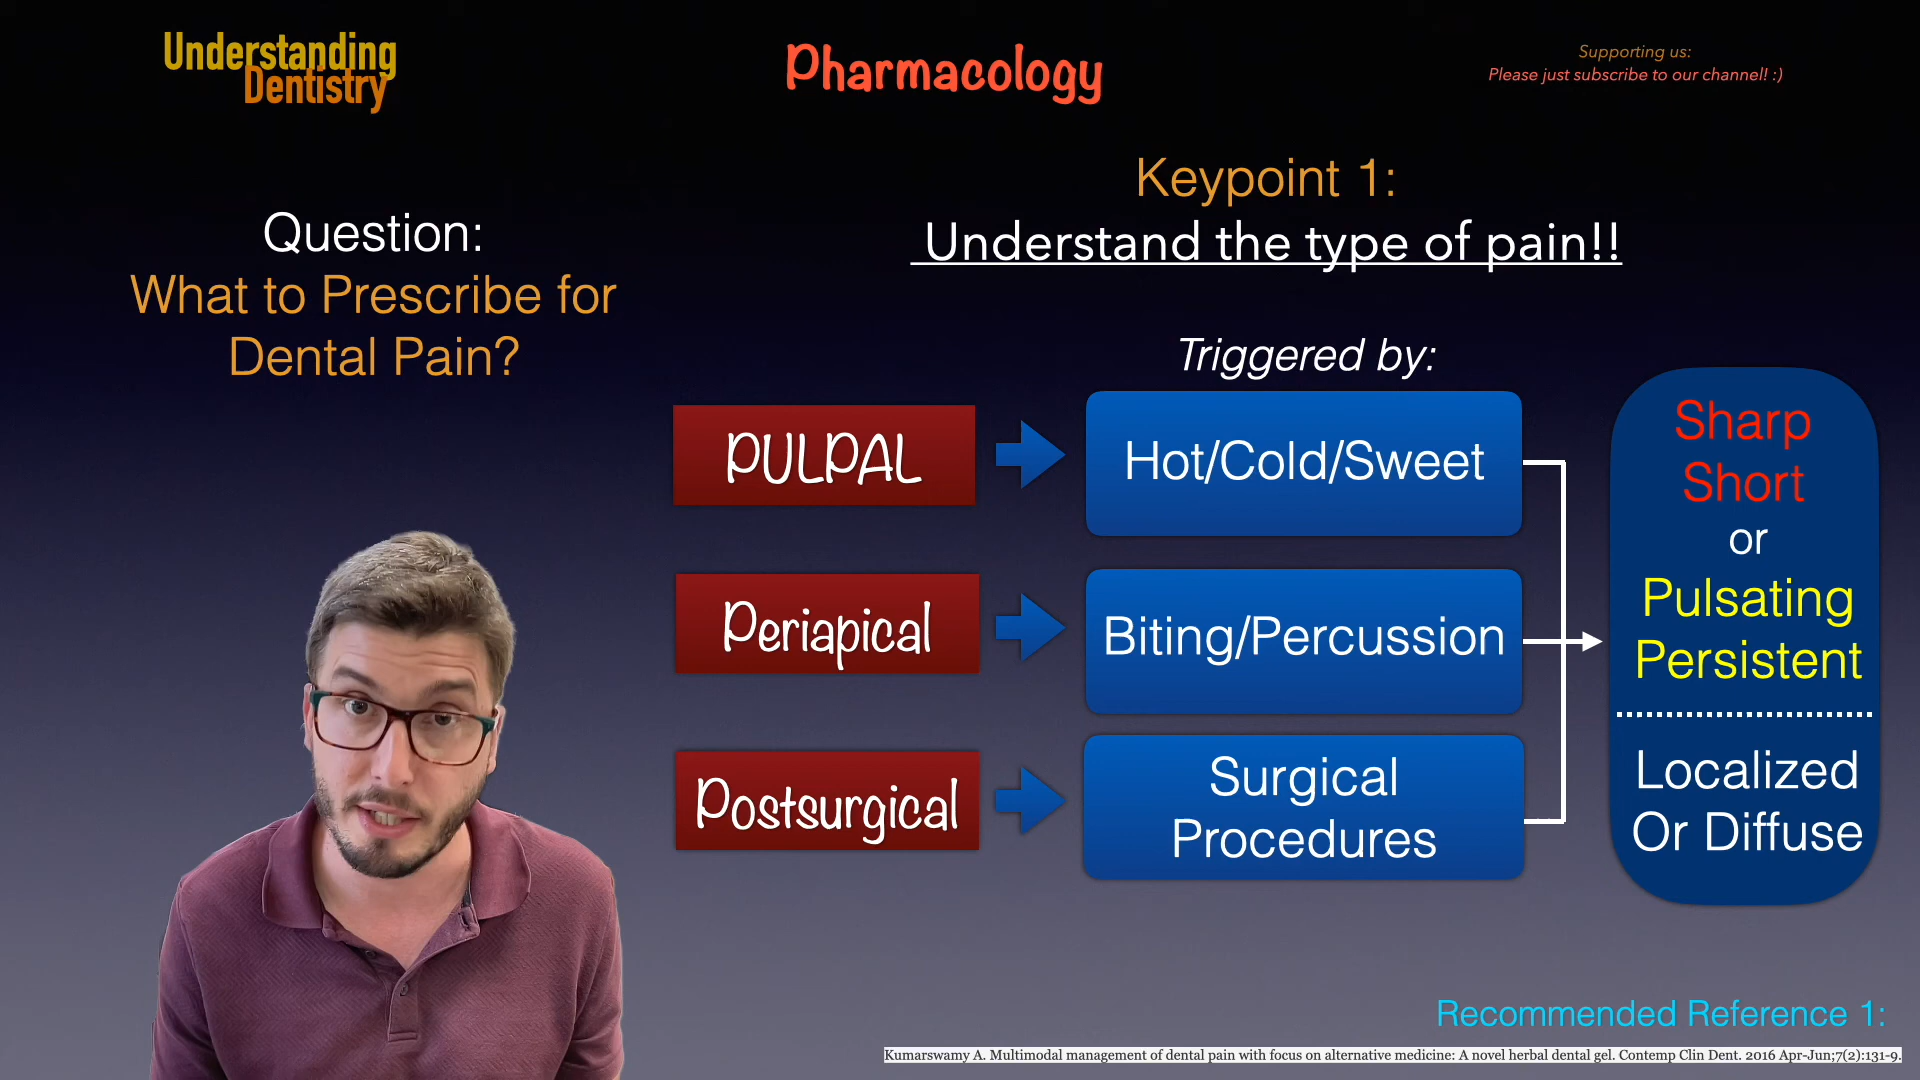 Understanding
Dentistry
Pharmacology
Supporting us:
Please just subscribe to our channel! :)
Question:
What to Prescribe for
Dental Pain?
Keypoint 1:
Understand the type of pain!!
Triggered by:
PULPAL
Hot/Cold/Sweet
Periapical
Biting/Percussion
Postsurgical
Surgical
Procedures
Sharp
Short
or
Pulsating
Persistent
Localized
Or Diffuse
Recommended Reference 1:
Kumarswamy A. Multimodal management of dental pain with focus on alternative medicine: A novel herbal dental gel. Contemp Clin Dent. 2016 Apr-Jun;7(2):131-9.